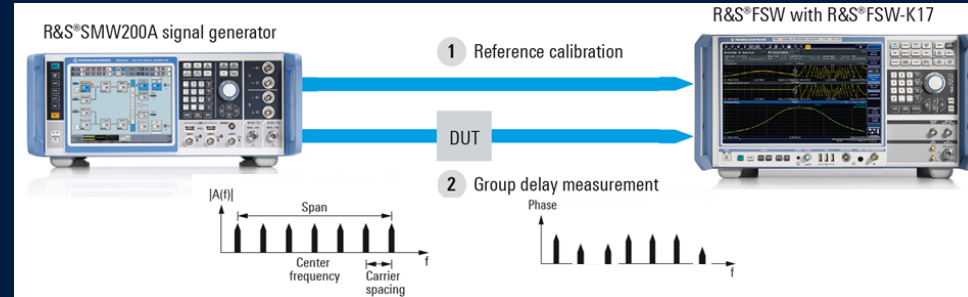 R&S®SMW200A signal generator
R&S®FSW with R&S®FSW-K17
1 Reference calibration
DUT
2 Group delay measurement
|A(f)|
Span
Center
frequency
Carrier
spacing
f
Phase
f